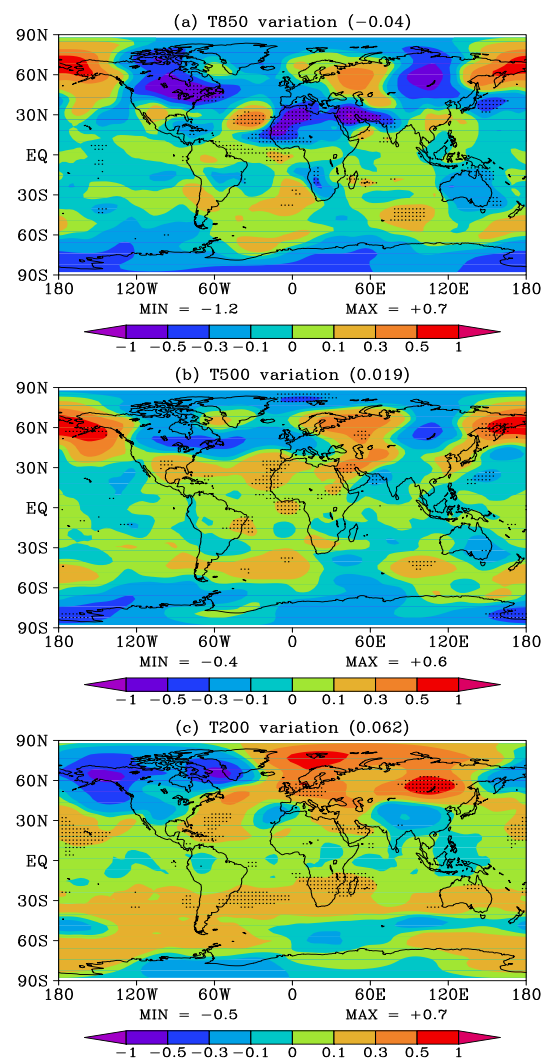 (a) T850 variation (−0.04)
90N
60N
30N
EQ
30S
60S
90S
180 120W 60W 0 60E 120E 180
MIN = −1.2 MAX = +0.7
−1 −0.5 −0.3 −0.1 0 0.1 0.3 0.5 1
(b) T500 variation (0.019)
90N
60N
30N
EQ
30S
60S
90S
180 120W 60W 0 60E 120E 180
MIN = −0.4 MAX = +0.6
−1 −0.5 −0.3 −0.1 0 0.1 0.3 0.5 1
(c) T200 variation (0.062)
90N
60N
30N
EQ
30S
60S
90S
180 120W 60W 0 60E 120E 180
MIN = −0.5 MAX = +0.7
−1 −0.5 −0.3 −0.1 0 0.1 0.3 0.5 1